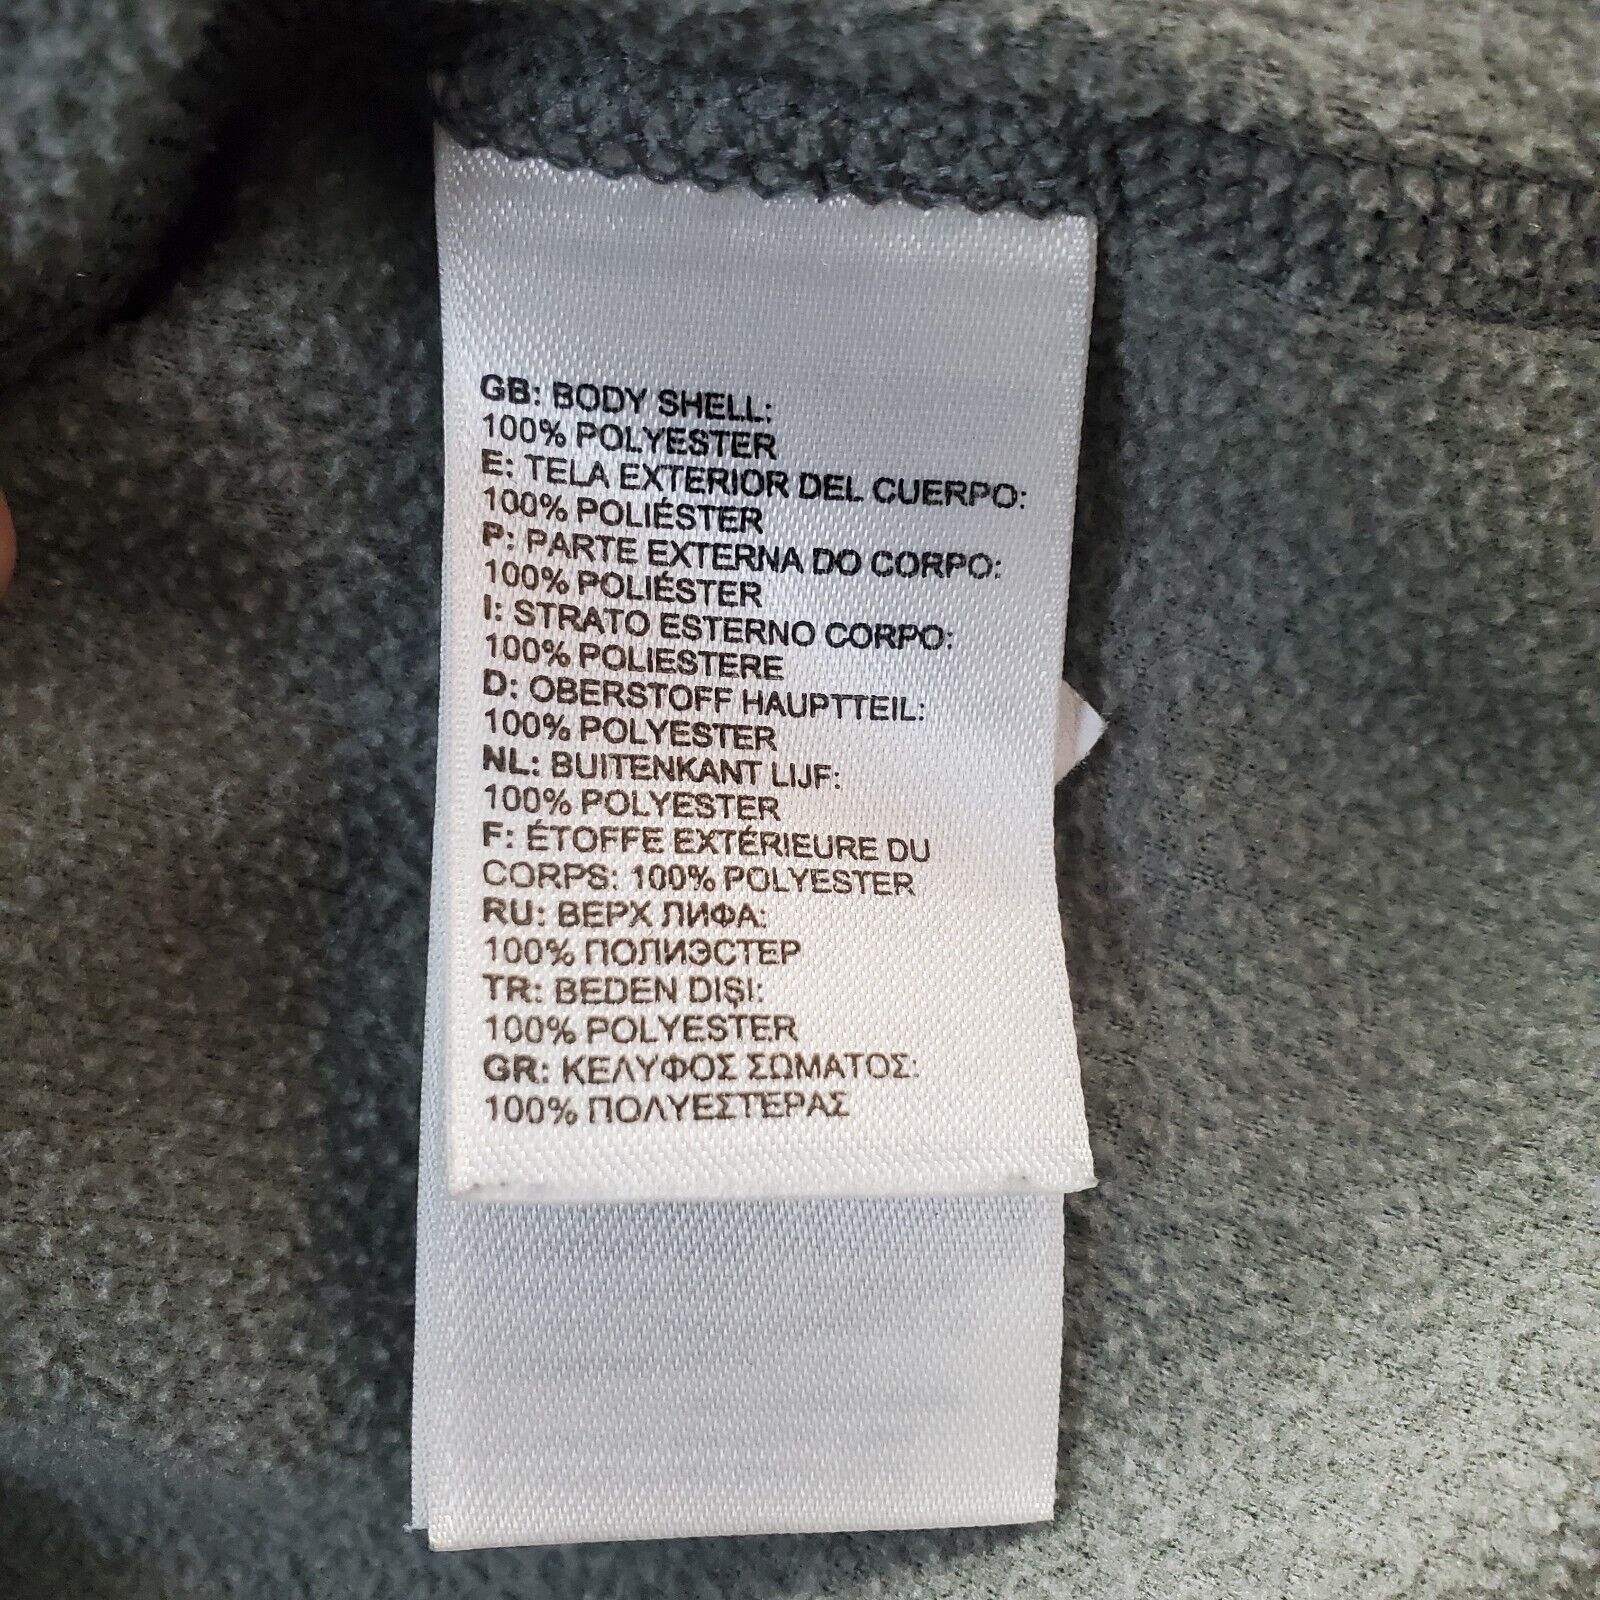 GB: BODY SHELL:
100% POLYESTER
E: TELA EXTERIOR DEL CUERPO:
100% POLIÉSTER
P: PARTE EXTERNA DO CORPO:
100% POLIÉSTER
I: STRATO ESTERNO CORPO:
100% POLIESTERE
D: OBERSTOFF HAUPTTEIL:
100% POLYESTER
NL: BUITENKANT LIJF:
100% POLYESTER
F: ÉTOFFE EXTÉRIEURE DU
CORPS: 100% POLYESTER
RU: ВЕРХ ЛИФА:
100% ПОЛИЭСТЕР
TR: BEDEN DIŞI:
100% POLYESTER
GR: ΚΕΛΥΦΟΣ ΣΩΜΑΤΟΣ:
100% ΠΟΛΥΕΣΤΕΡΑΣ